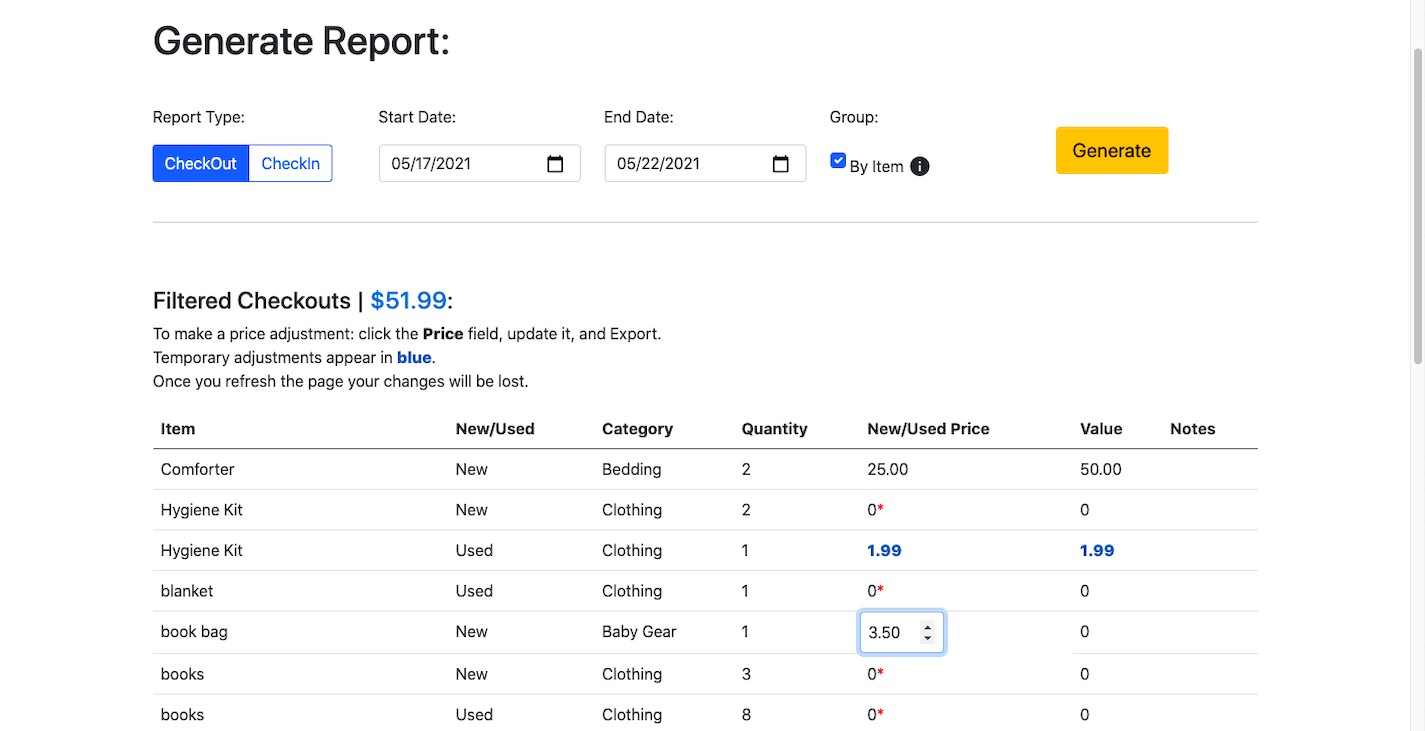 Generate Report:
Report Type: Start Date: End Date: Group:
CheckOut CheckIn 05/17/2021 05/22/2021 By Item i Generate
Filtered Checkouts | $51.99:
To make a price adjustment: click the Price field, update it, and Export.
Temporary adjustments appear in blue.
Once you refresh the page your changes will be lost.
Item New/Used Category Quantity New/Used Price Value Notes
Comforter New Bedding 2 25.00 50.00
Hygiene Kit New Clothing 2 0* 0
Hygiene Kit Used Clothing 1 1.99 1.99
blanket Used Clothing 1 0* 0
book bag New Baby Gear 1 3.50 0
books New Clothing 3 0* 0
books Used Clothing 8 0* 0